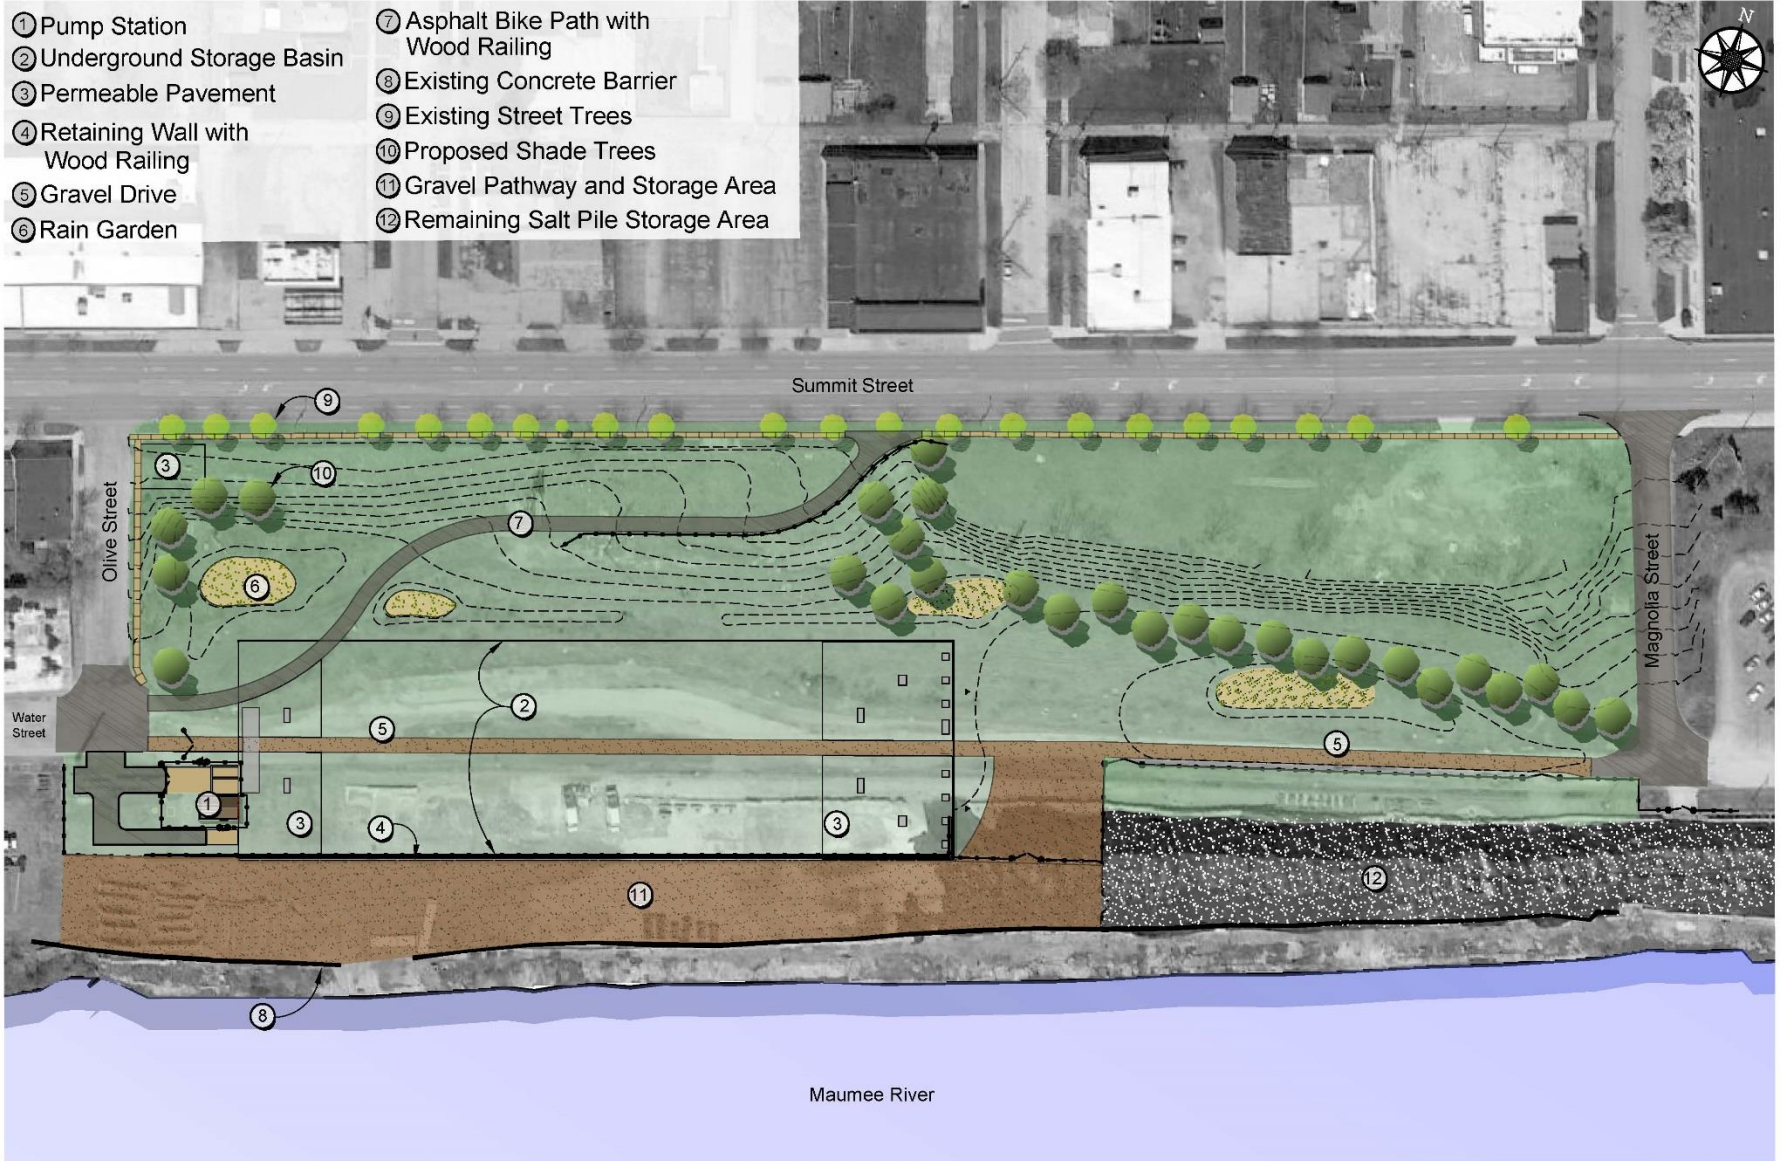 ① Pump Station
② Underground Storage Basin
③ Permeable Pavement
④ Retaining Wall with
Wood Railing
⑤ Gravel Drive
⑥ Rain Garden
⑦ Asphalt Bike Path with
Wood Railing
⑧ Existing Concrete Barrier
⑨ Existing Street Trees
⑩ Proposed Shade Trees
⑪ Gravel Pathway and Storage Area
⑫ Remaining Salt Pile Storage Area
N
Summit Street
9
3
10
Olive Street
7
6
Magnolia Street
2
Water
Street
5
5
1
3
4
3
12
11
8
Maumee River